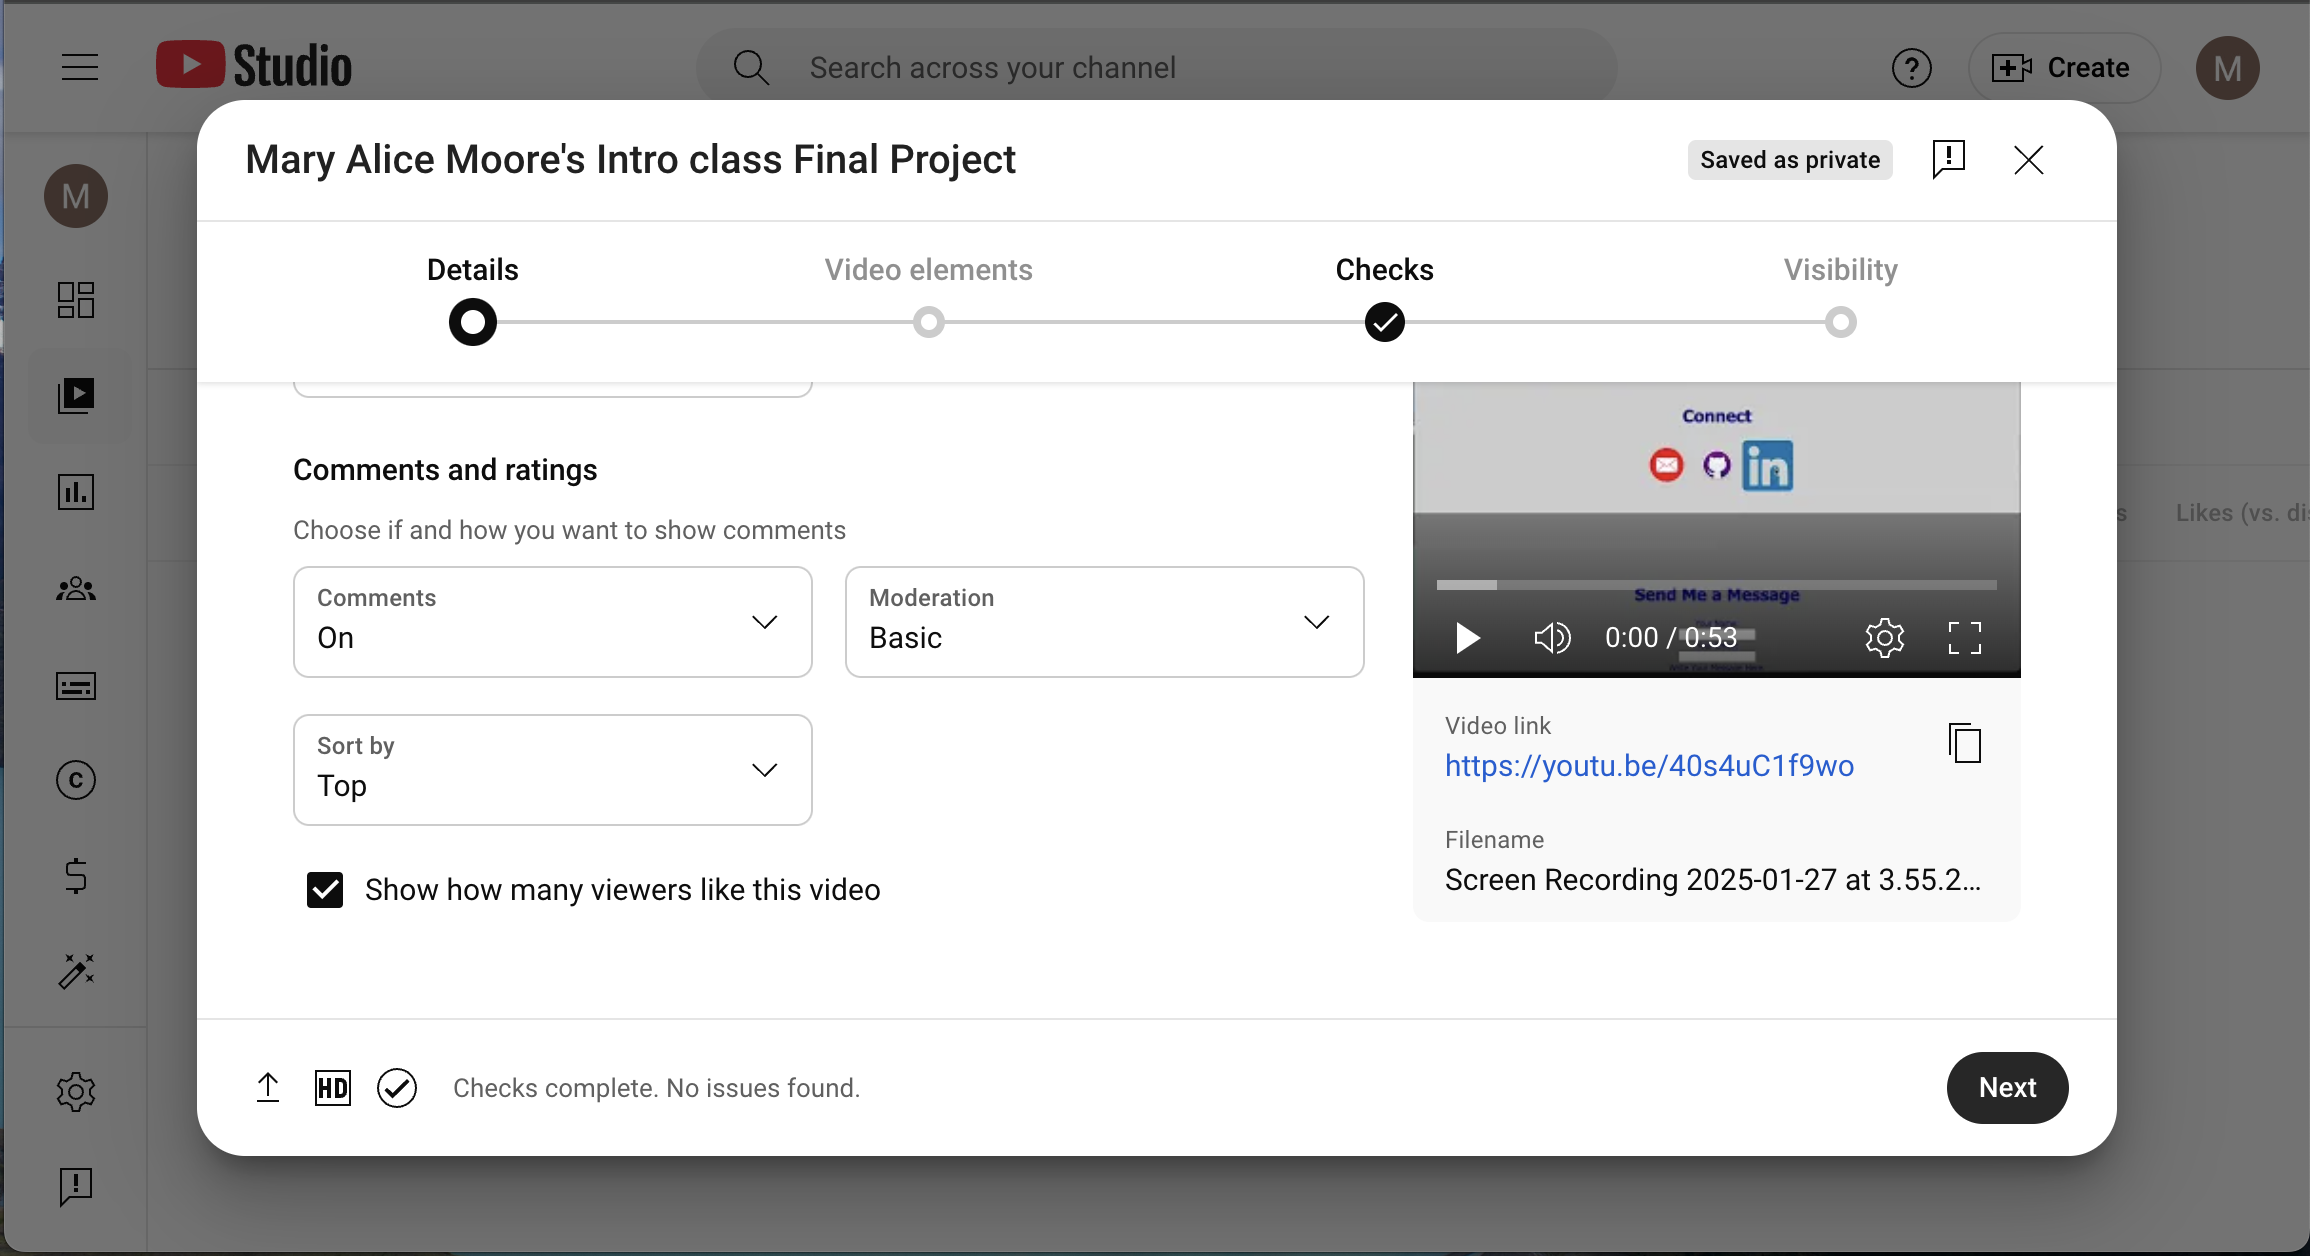 Studio
Search across your channel
?
Create
M
Mary Alice Moore's Intro class Final Project
Saved as private
M
Details
Video elements
Checks
Visibility
Connect
in
Comments and ratings
Choose if and how you want to show comments
Comments
On
Moderation
Basic
Sort by
Top
Show how many viewers like this video
Send Me a Message
0:00 / 0:53
Video link
https://youtu.be/40s4uC1f9wo
Filename
Screen Recording 2025-01-27 at 3.55.2...
s
Likes (vs. di
C
HD
Checks complete. No issues found.
Next